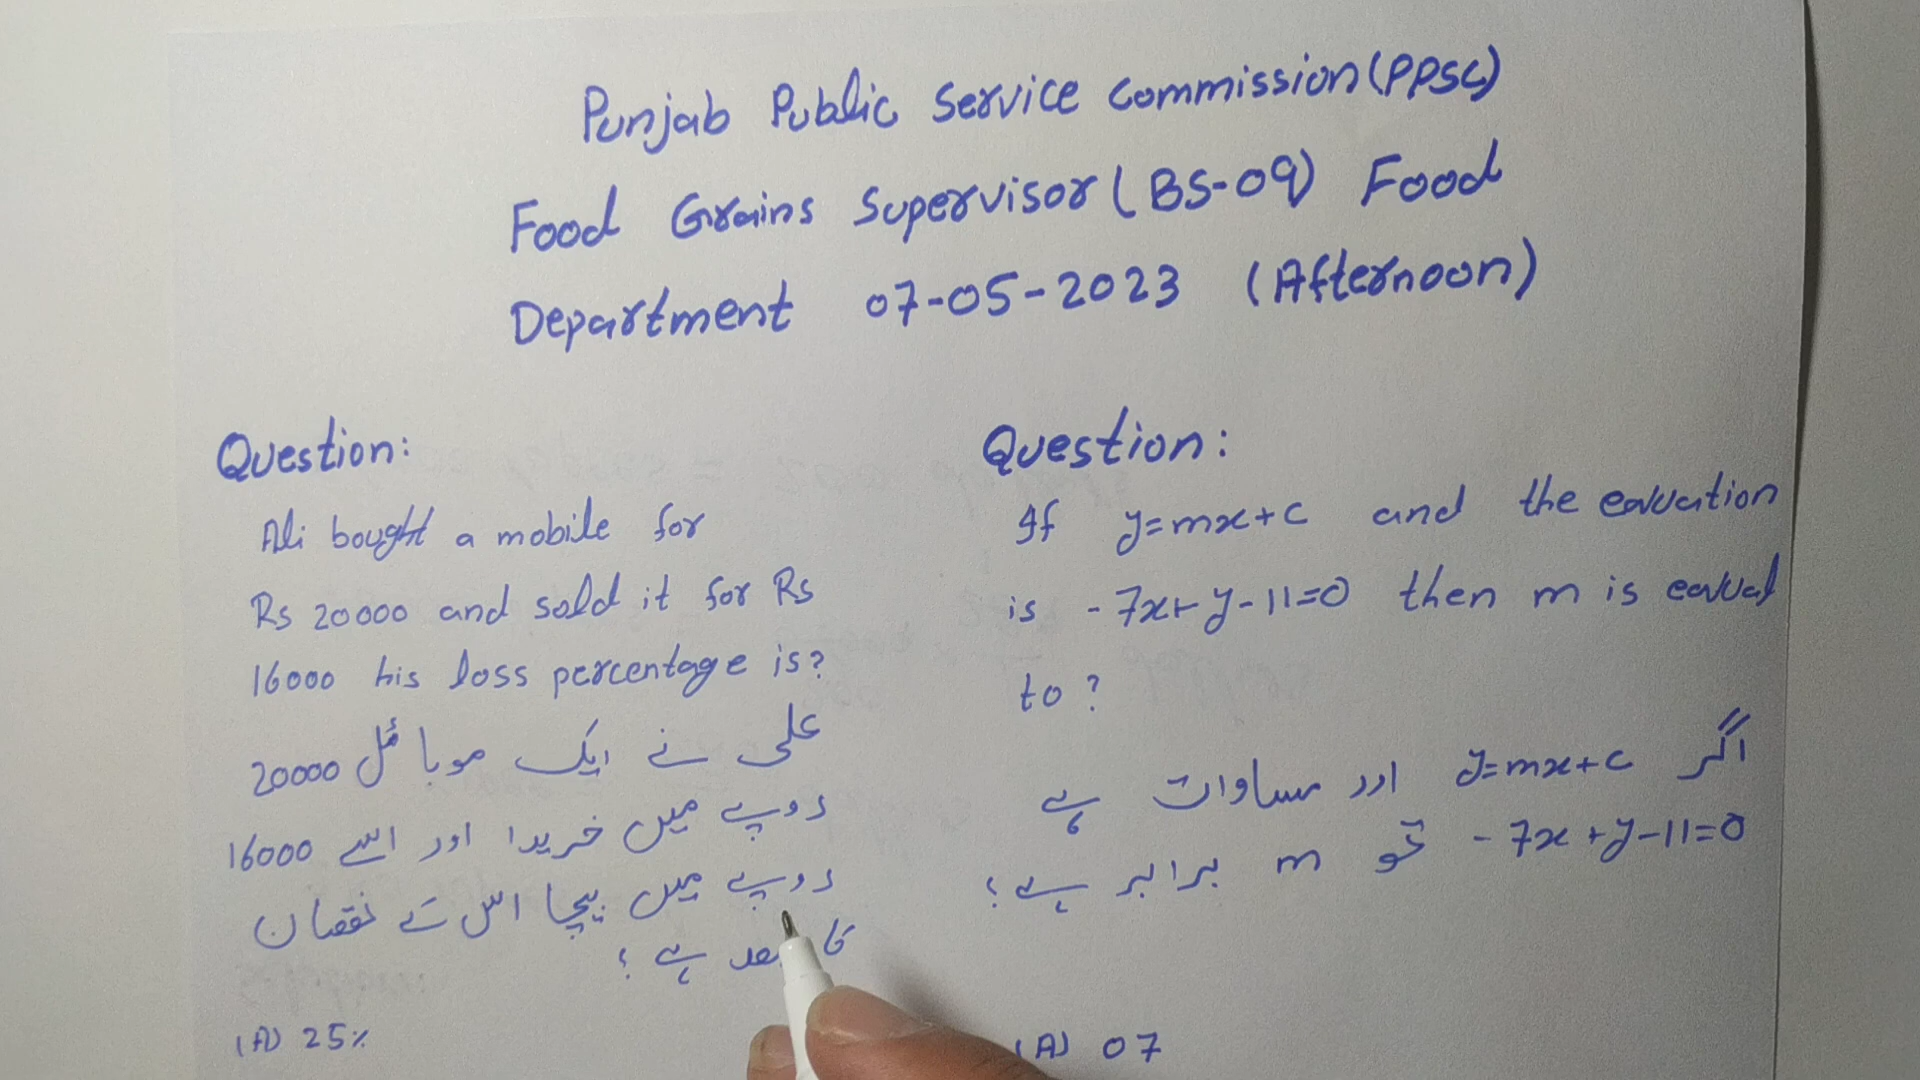 Punjab Public Service Commission (PPSC)
Food Grains Supervisor (BS-09) Food
Department 07-05-2023 (Afternoon)
Question:
Ali bought a mobile for
Rs 20000 and sold it for Rs
16000 his loss percentage is?
علی نے ایک موبائل 20000
روپے میں خریدا اور اسے 16000
روپے میں بیچا اس کے نقصان
کا ہے ؟
(A) 25%
Question:
If y=mx+c and the equation
is -7x+y-11=0 then m is equal
to ?
اگر y=mx+c اور مساوات ہے
-7x+y-11=0 تو m برابر ہے ؟
(A) 07